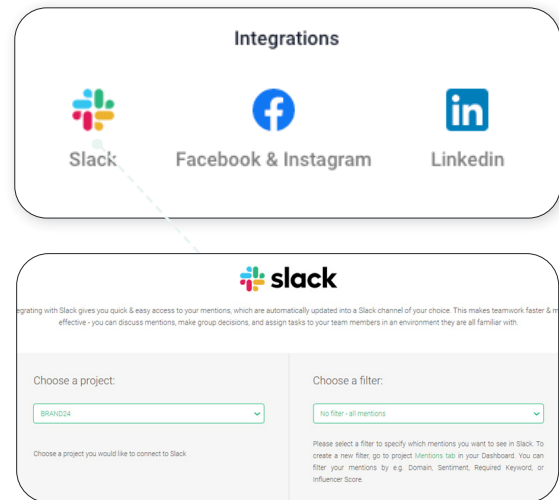 Integrations
Slack
Facebook & Instagram
Linkedin
slack
grating with Slack gives you quick & easy access to your mentions, which are automatically updated into a Slack channel of your choice. This makes teamwork faster & m
effective - you can discuss mentions, make group decisions, and assign tasks to your team members in an environment they are all familiar with.
Choose a project:
BRAND24
Choose a project you would like to connect to Slack
Choose a filter:
No filter - all mentions
Please select a filter to specify which mentions you want to see in Slack. To
create a new filter, go to project Mentions tab in your Dashboard. You can
filter your mentions by e.g. Domain, Sentiment, Required Keyword, or
Influencer Score.